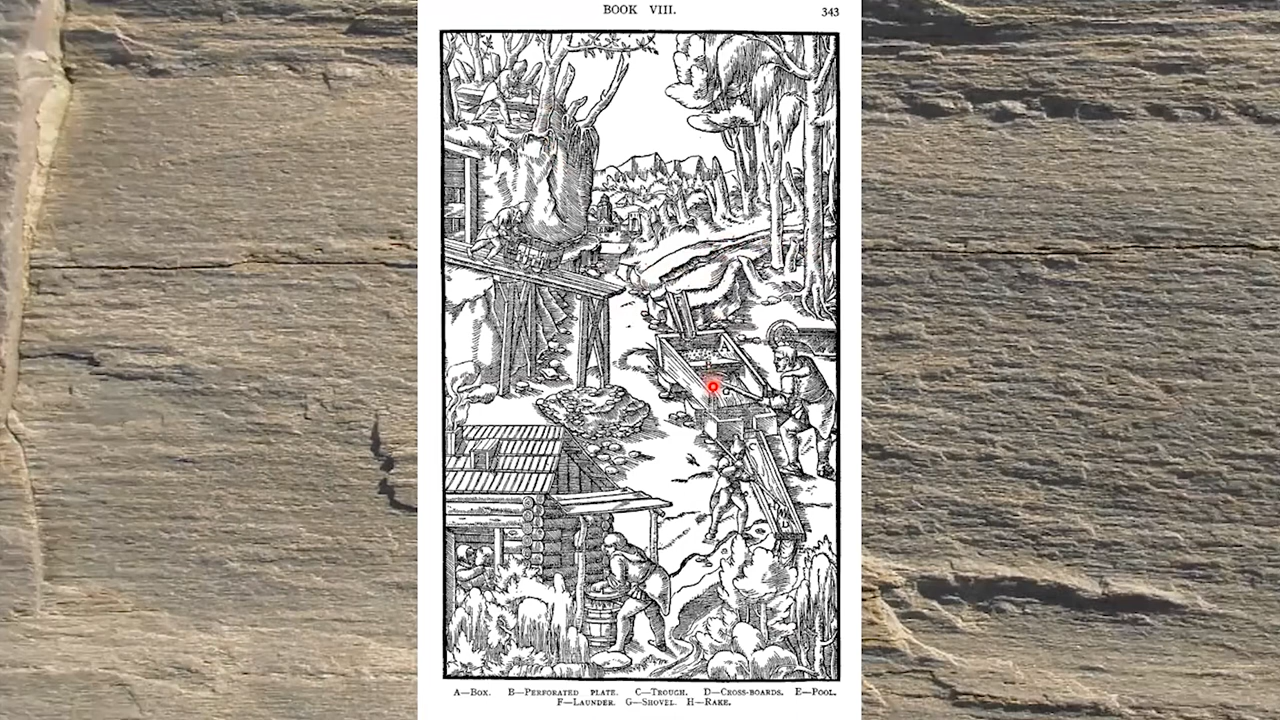 BOOK VIII. 343
A—Box. B—Perforated plate. C—Trough. D—Cross-boards. E—Pool.
F—Launder. G—Shovel. H—Rake.